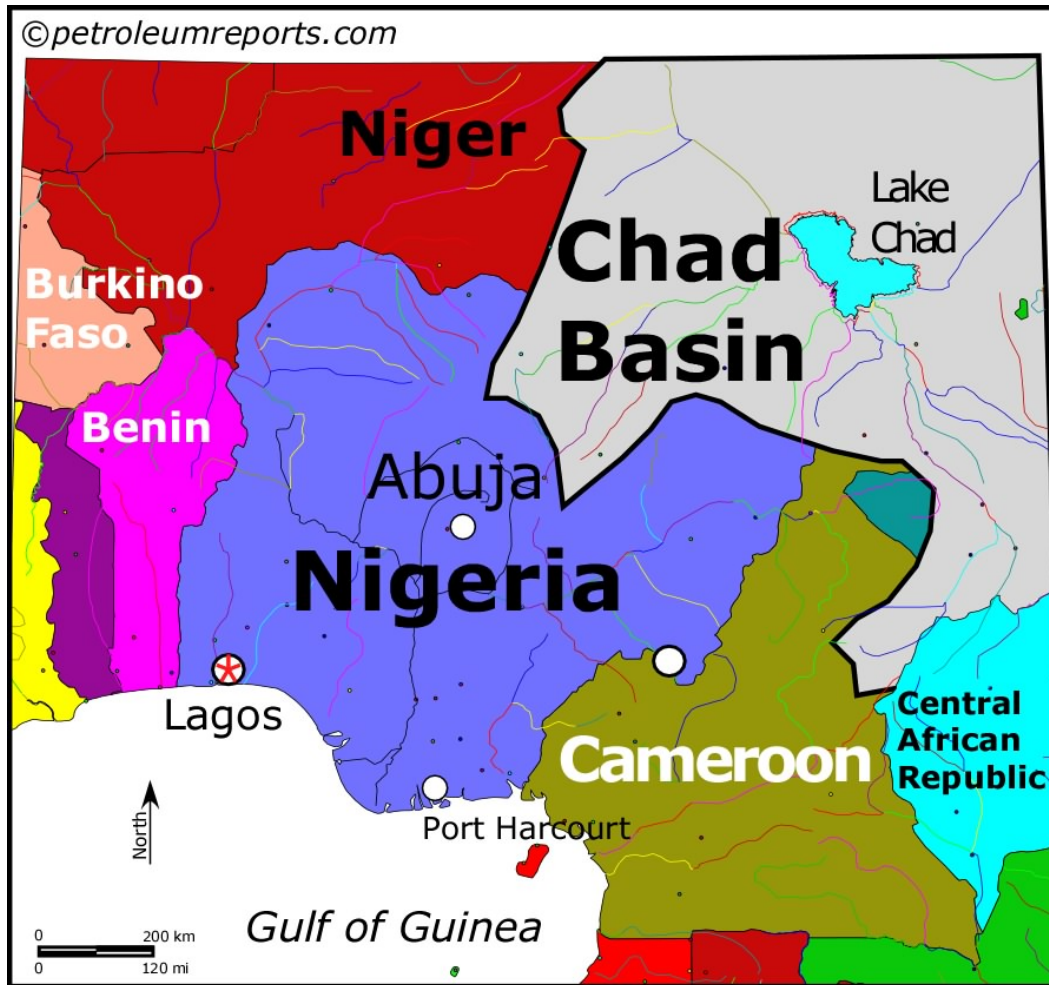 ©petroleumreports.com
Niger
Lake
Chad
Chad
Basin
Burkino
Faso
Benin
Abuja
Nigeria
Lagos
Central
African
Republic
Cameroon
Port Harcourt
North
Gulf of Guinea
0 200 km
0 120 mi